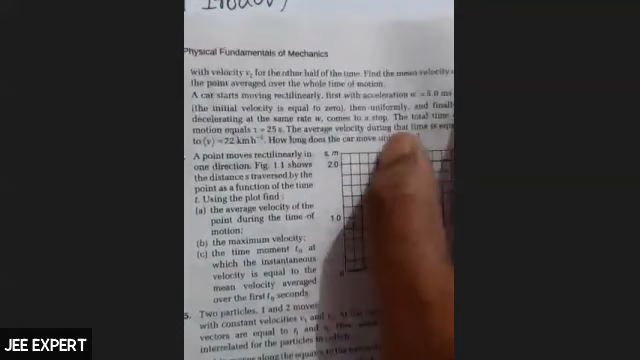 Physical Fundamentals of Mechanics
with velocity v₂ for the other half of the time. Find the mean velocity
the point averaged over the whole time of motion.
A car starts moving rectilinearly, first with acceleration w = 5.0 ms
(the initial velocity is equal to zero), then uniformly, and finally
decelerating at the same rate w, comes to a stop. The total time
motion equals τ = 25 s. The average velocity during that time is
to ⟨v⟩ = 72 km h⁻¹. How long does the car move
A point moves rectilinearly in
one direction. Fig. 1.1 shows
the distance s traversed by the
point as a function of the time
t. Using the plot find :
(a) the average velocity of the
point during the time of
motion;
(b) the maximum velocity;
(c) the time moment t₀ at
which the instantaneous
velocity is equal to the
mean velocity averaged
over the first t₀ seconds.
s, m
2.0
1.0
0
5. Two particles, 1 and 2 move
with constant velocities v₁ and v₂. At the
vectors are equal to r₁ and
interrelated for the particles
JEE EXPERT